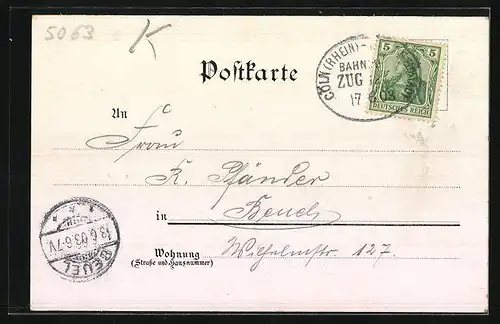 5063 K
CÖLN (RHEIN)
BAHN
ZUG
17
5 5
DEUTSCHES REICH
Postkarte
An
Frau
K. Pfänder
in Beuel
Wohnung Wilhelmstr. 127.
(Straße und Hausnummer)
13.6.03.6-7V.
BEUEL